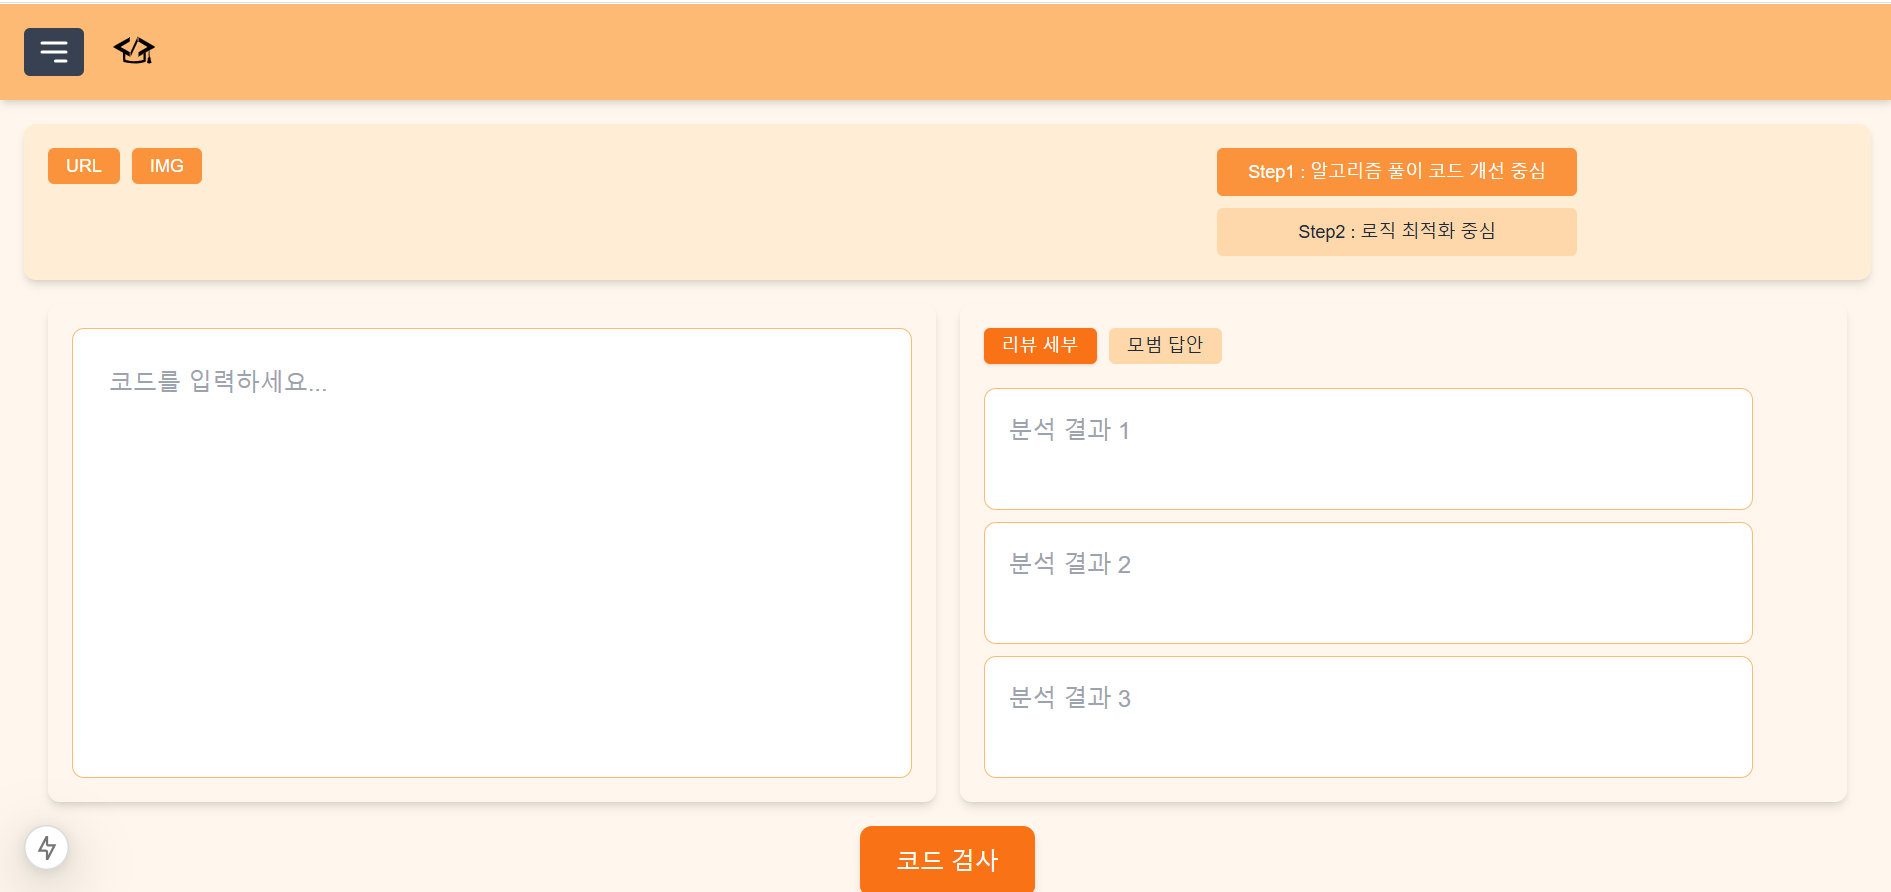 URL
IMG
Step1 : 알고리즘 풀이 코드 개선 중심
Step2 : 로직 최적화 중심
코드를 입력하세요...
리뷰 세부
모범 답안
분석 결과 1
분석 결과 2
분석 결과 3
코드 검사